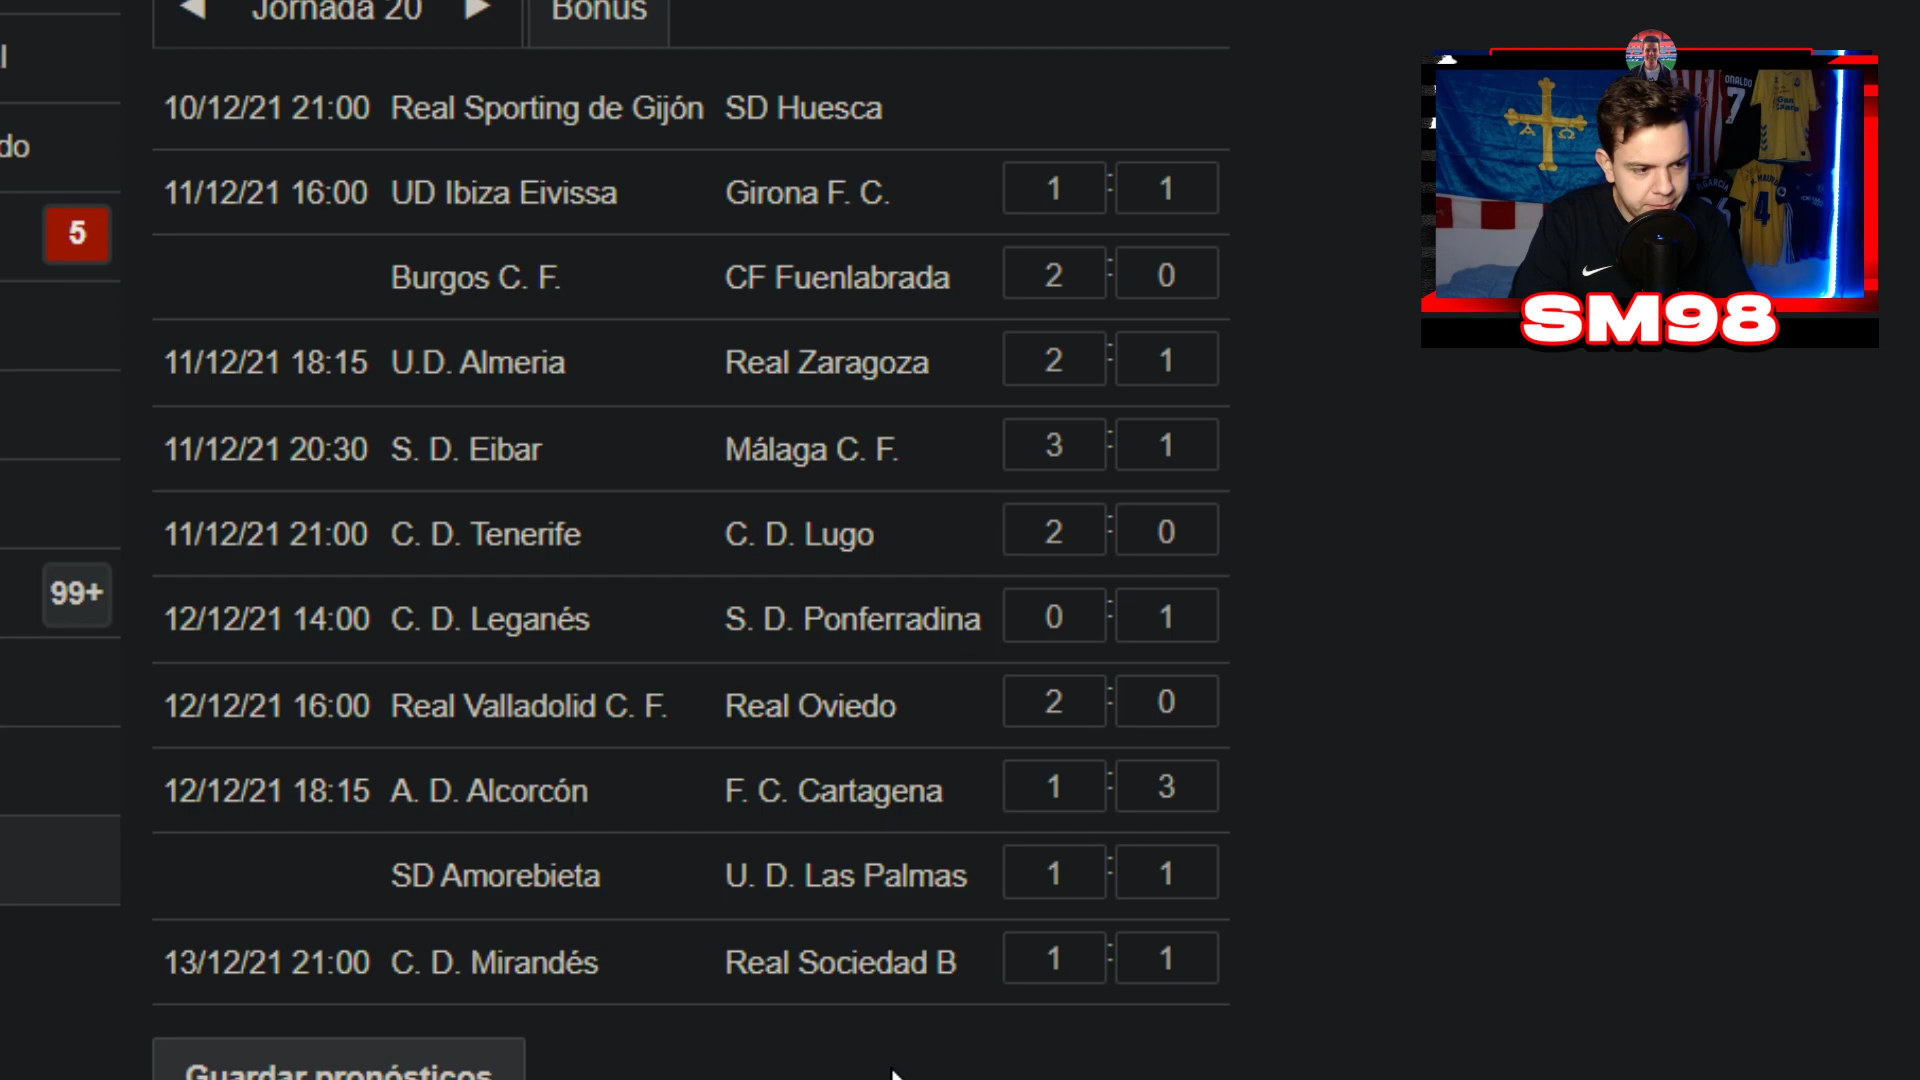 ◀ Jornada 20 ▶ Bonus
l
10/12/21 21:00 Real Sporting de Gijón SD Huesca
do
11/12/21 16:00 UD Ibiza Eivissa Girona F. C. 1 : 1
5
Burgos C. F. CF Fuenlabrada 2 : 0
11/12/21 18:15 U.D. Almeria Real Zaragoza 2 : 1
11/12/21 20:30 S. D. Eibar Málaga C. F. 3 : 1
11/12/21 21:00 C. D. Tenerife C. D. Lugo 2 : 0
99+
12/12/21 14:00 C. D. Leganés S. D. Ponferradina 0 : 1
12/12/21 16:00 Real Valladolid C. F. Real Oviedo 2 : 0
12/12/21 18:15 A. D. Alcorcón F. C. Cartagena 1 : 3
SD Amorebieta U. D. Las Palmas 1 : 1
13/12/21 21:00 C. D. Mirandés Real Sociedad B 1 : 1
Guardar pronósticos
ONALDO
7
4
SM98